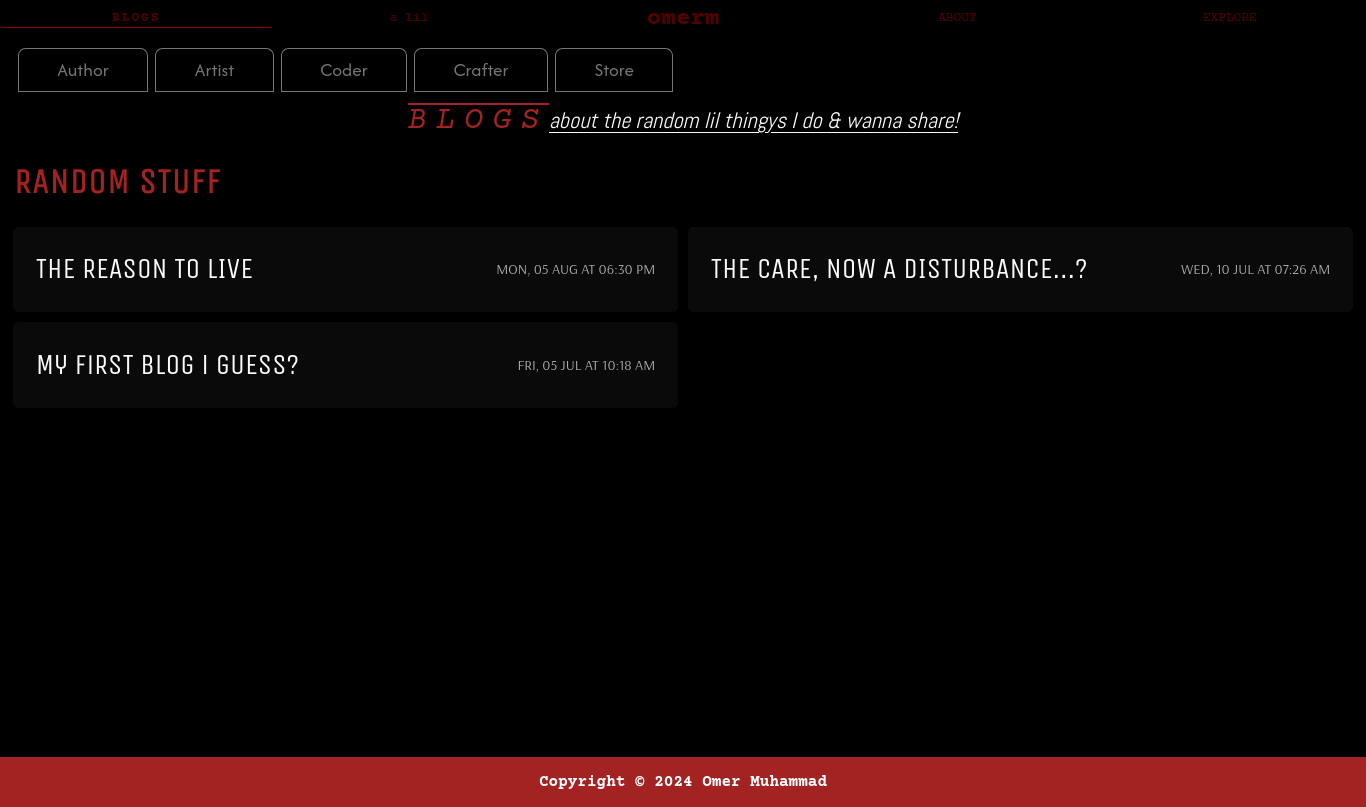 BLOGS a lil omerm ABOUT EXPLORE
Author Artist Coder Crafter Store
BLOGS about the random lil thingys I do & wanna share!
RANDOM STUFF
THE REASON TO LIVE MON, 05 AUG AT 06:30 PM
THE CARE, NOW A DISTURBANCE...? WED, 10 JUL AT 07:26 AM
MY FIRST BLOG I GUESS? FRI, 05 JUL AT 10:18 AM
Copyright © 2024 Omer Muhammad